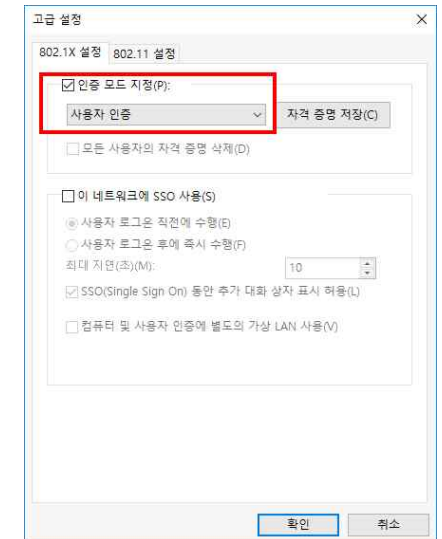 고급 설정
802.1X 설정 802.11 설정
인증 모드 지정(P):
사용자 인증 자격 증명 저장(C)
모든 사용자의 자격 증명 삭제(D)
이 네트워크에 SSO 사용(S)
사용자 로그온 직전에 수행(E)
사용자 로그온 후에 즉시 수행(F)
최대 지연(초)(M): 10
SSO(Single Sign On) 동안 추가 대화 상자 표시 허용(L)
컴퓨터 및 사용자 인증에 별도의 가상 LAN 사용(V)
확인 취소